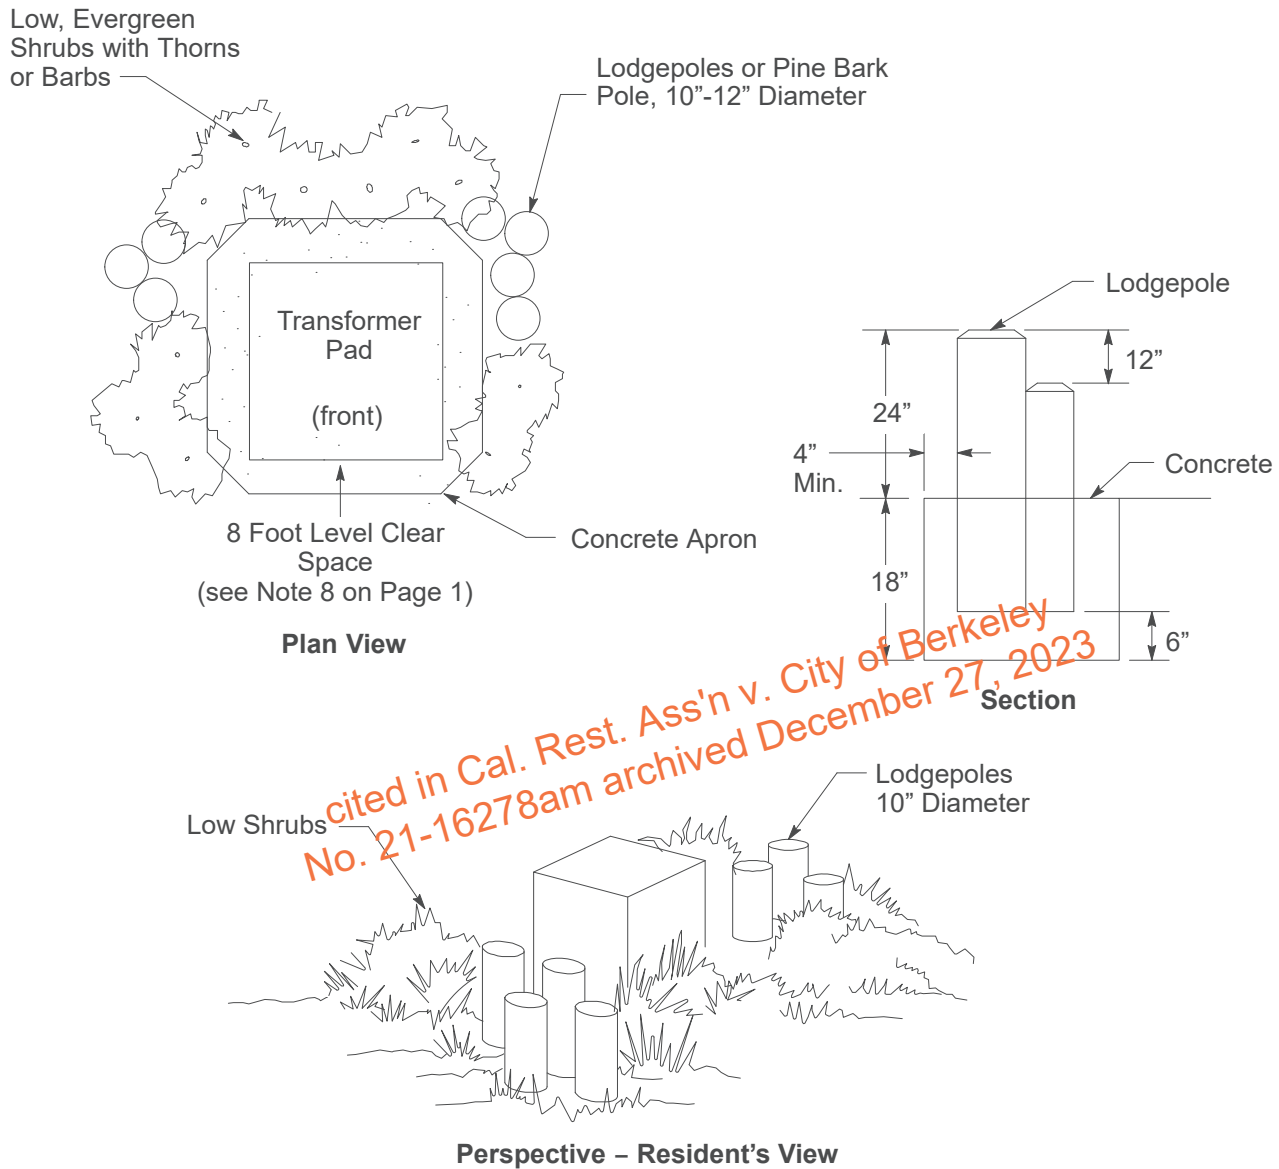 Low, Evergreen
Shrubs with Thorns
or Barbs
Lodgepoles or Pine Bark
Pole, 10”-12” Diameter
Transformer
Pad
(front)
8 Foot Level Clear
Space
(see Note 8 on Page 1)
Concrete Apron
Plan View
Lodgepole
12”
24”
4”
Min.
Concrete
18”
6”
Section
cited in Cal. Rest. Ass'n v. City of Berkeley
No. 21-16278am archived December 27, 2023
Low Shrubs
Lodgepoles
10” Diameter
Perspective – Resident’s View